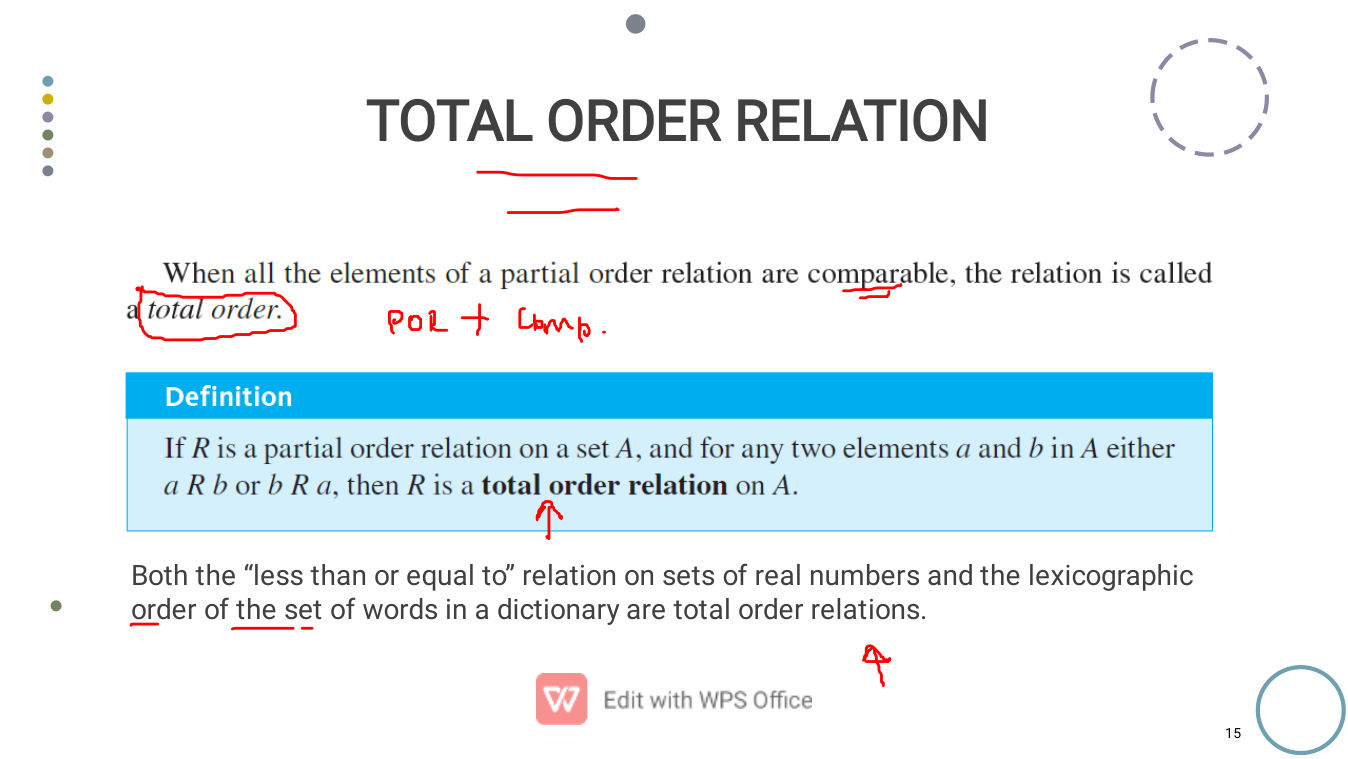 TOTAL ORDER RELATION
When all the elements of a partial order relation are comparable, the relation is called
a total order.
POR + Comp.
Definition
If R is a partial order relation on a set A, and for any two elements a and b in A either
a R b or b R a, then R is a total order relation on A.
Both the “less than or equal to” relation on sets of real numbers and the lexicographic
order of the set of words in a dictionary are total order relations.
Edit with WPS Office
15